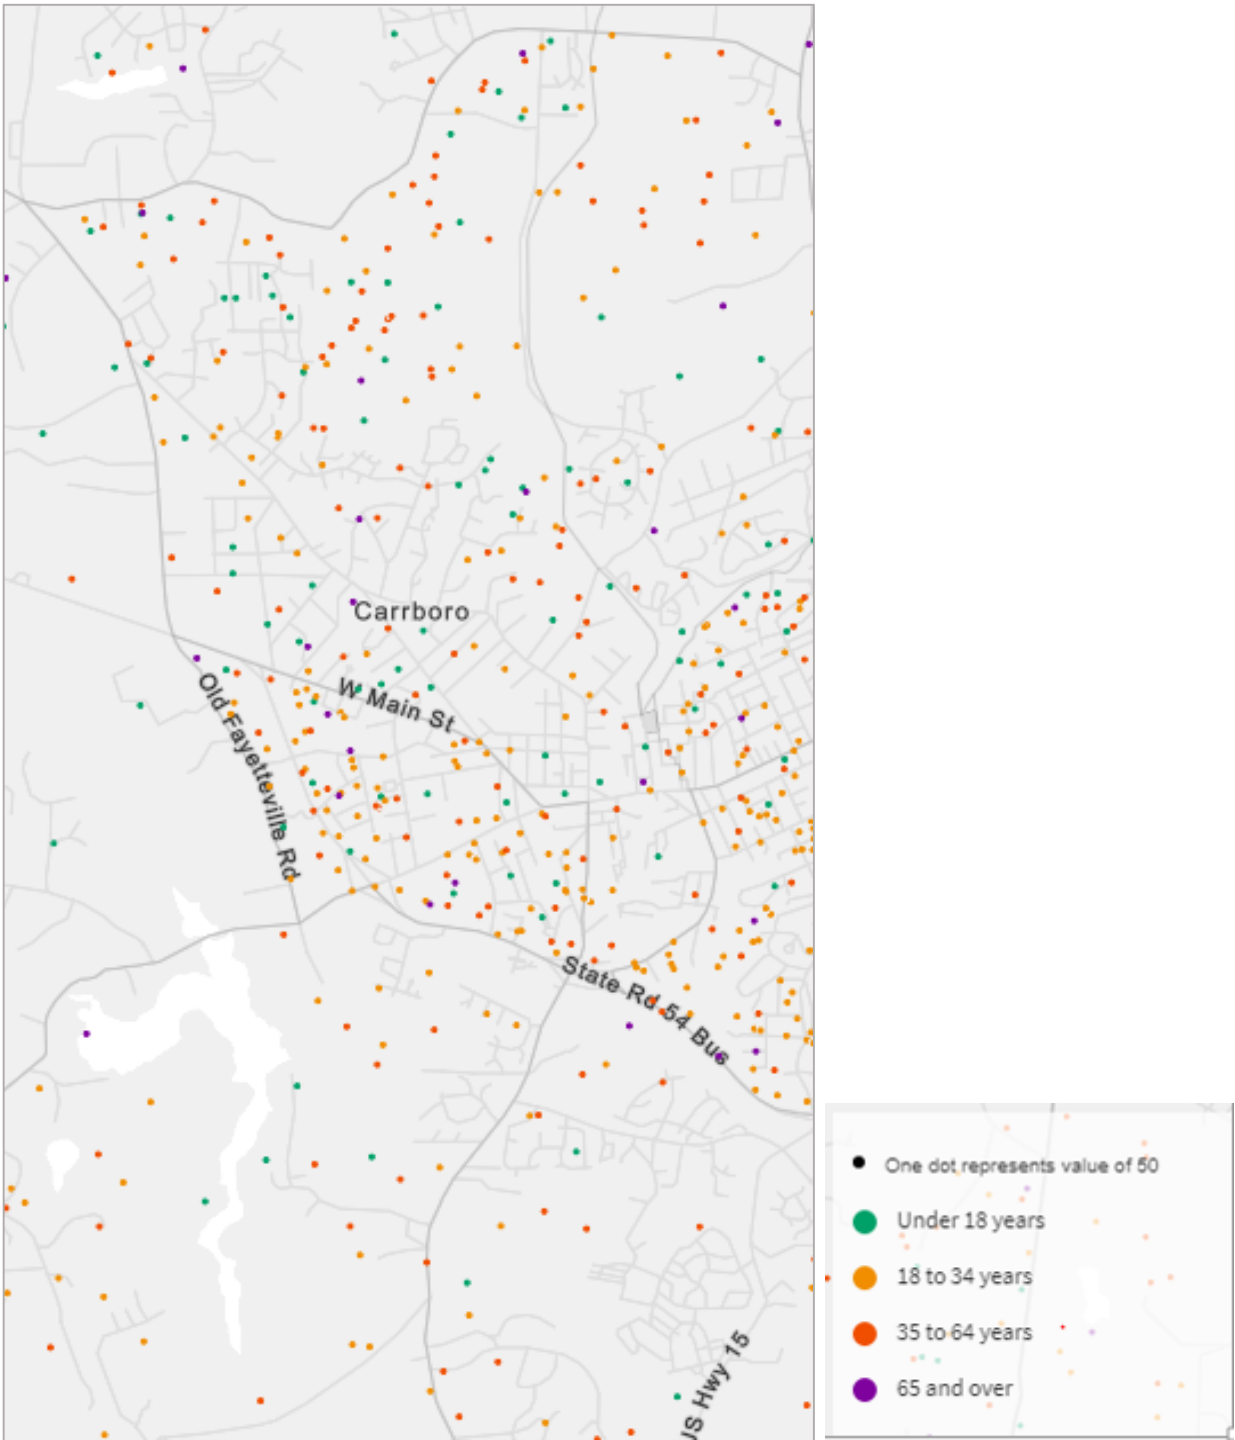 Carrboro
W Main St
Old Fayetteville Rd
State Rd 54 Bus
US Hwy 15
One dot represents value of 50
Under 18 years
18 to 34 years
35 to 64 years
65 and over